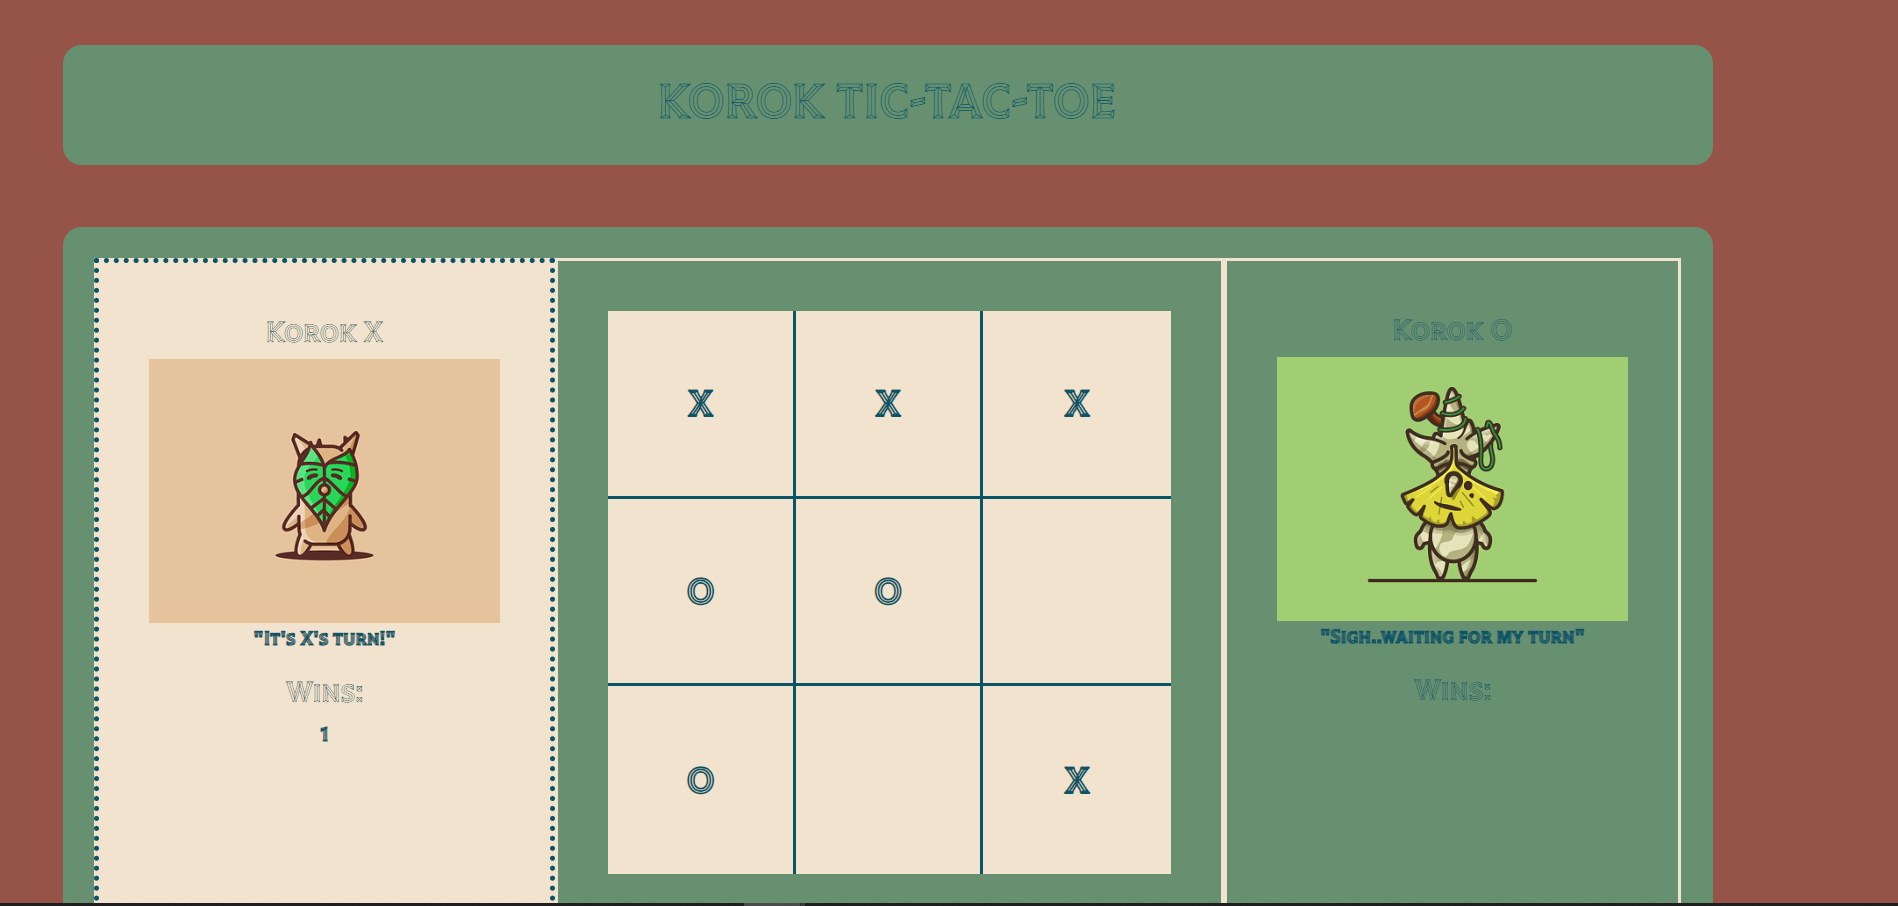 KOROK TIC-TAC-TOE
KOROK X
"IT'S X'S TURN!"
WINS:
1
X X X
O O
O X
KOROK O
"SIGH..WAITING FOR MY TURN"
WINS: